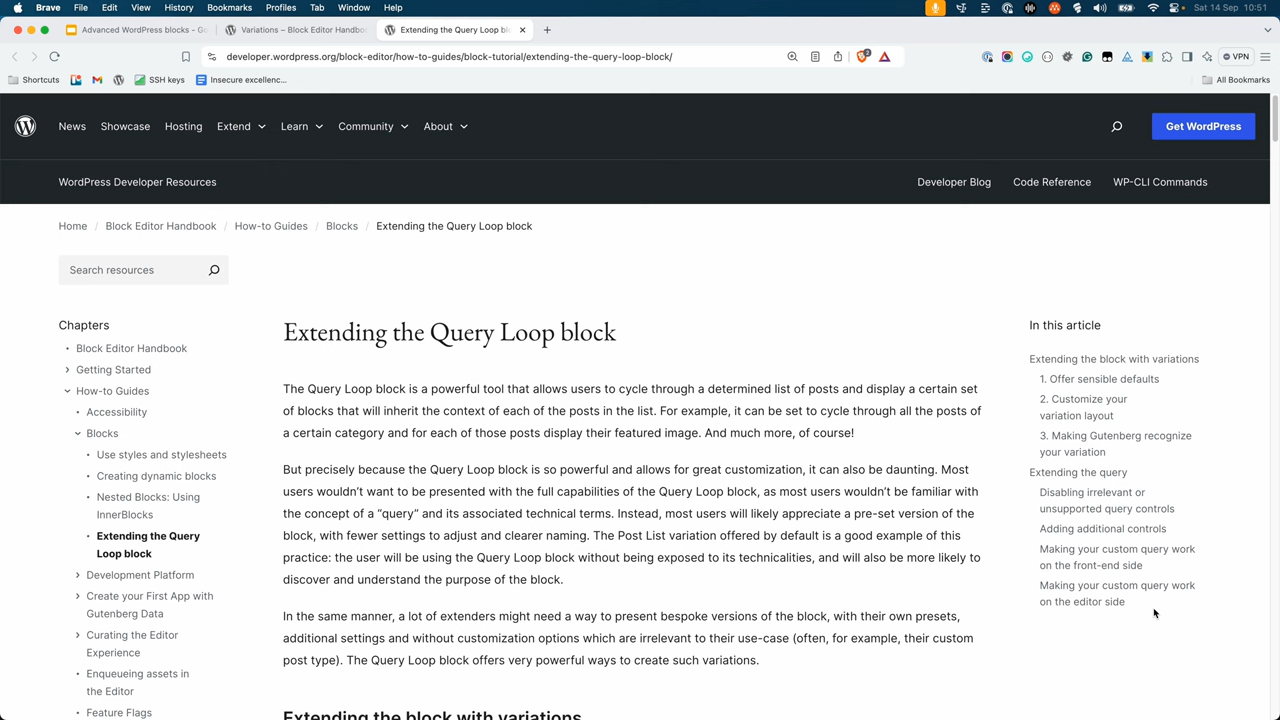 Brave File Edit View History Bookmarks Profiles Tab Window Help Sat 14 Sep 10:51
Advanced WordPress blocks - G
Variations – Block Editor Handbo
Extending the Query Loop bloc
developer.wordpress.org/block-editor/how-to-guides/block-tutorial/extending-the-query-loop-block/
2
VPN
Shortcuts
SSH keys
Insecure excellenc...
All Bookmarks
News Showcase Hosting Extend Learn Community About
Get WordPress
WordPress Developer Resources
Developer Blog Code Reference WP-CLI Commands
Home / Block Editor Handbook / How-to Guides / Blocks / Extending the Query Loop block
Search resources
Chapters
Block Editor Handbook
Getting Started
How-to Guides
Accessibility
Blocks
Use styles and stylesheets
Creating dynamic blocks
Nested Blocks: Using
InnerBlocks
Extending the Query
Loop block
Development Platform
Create your First App with
Gutenberg Data
Curating the Editor
Experience
Enqueueing assets in
the Editor
Feature Flags
Extending the Query Loop block
The Query Loop block is a powerful tool that allows users to cycle through a determined list of posts and display a certain set
of blocks that will inherit the context of each of the posts in the list. For example, it can be set to cycle through all the posts of
a certain category and for each of those posts display their featured image. And much more, of course!
But precisely because the Query Loop block is so powerful and allows for great customization, it can also be daunting. Most
users wouldn’t want to be presented with the full capabilities of the Query Loop block, as most users wouldn’t be familiar with
the concept of a “query” and its associated technical terms. Instead, most users will likely appreciate a pre-set version of the
block, with fewer settings to adjust and clearer naming. The Post List variation offered by default is a good example of this
practice: the user will be using the Query Loop block without being exposed to its technicalities, and will also be more likely to
discover and understand the purpose of the block.
In the same manner, a lot of extenders might need a way to present bespoke versions of the block, with their own presets,
additional settings and without customization options which are irrelevant to their use-case (often, for example, their custom
post type). The Query Loop block offers very powerful ways to create such variations.
Extending the block with variations
In this article
Extending the block with variations
1. Offer sensible defaults
2. Customize your
variation layout
3. Making Gutenberg recognize
your variation
Extending the query
Disabling irrelevant or
unsupported query controls
Adding additional controls
Making your custom query work
on the front-end side
Making your custom query work
on the editor side